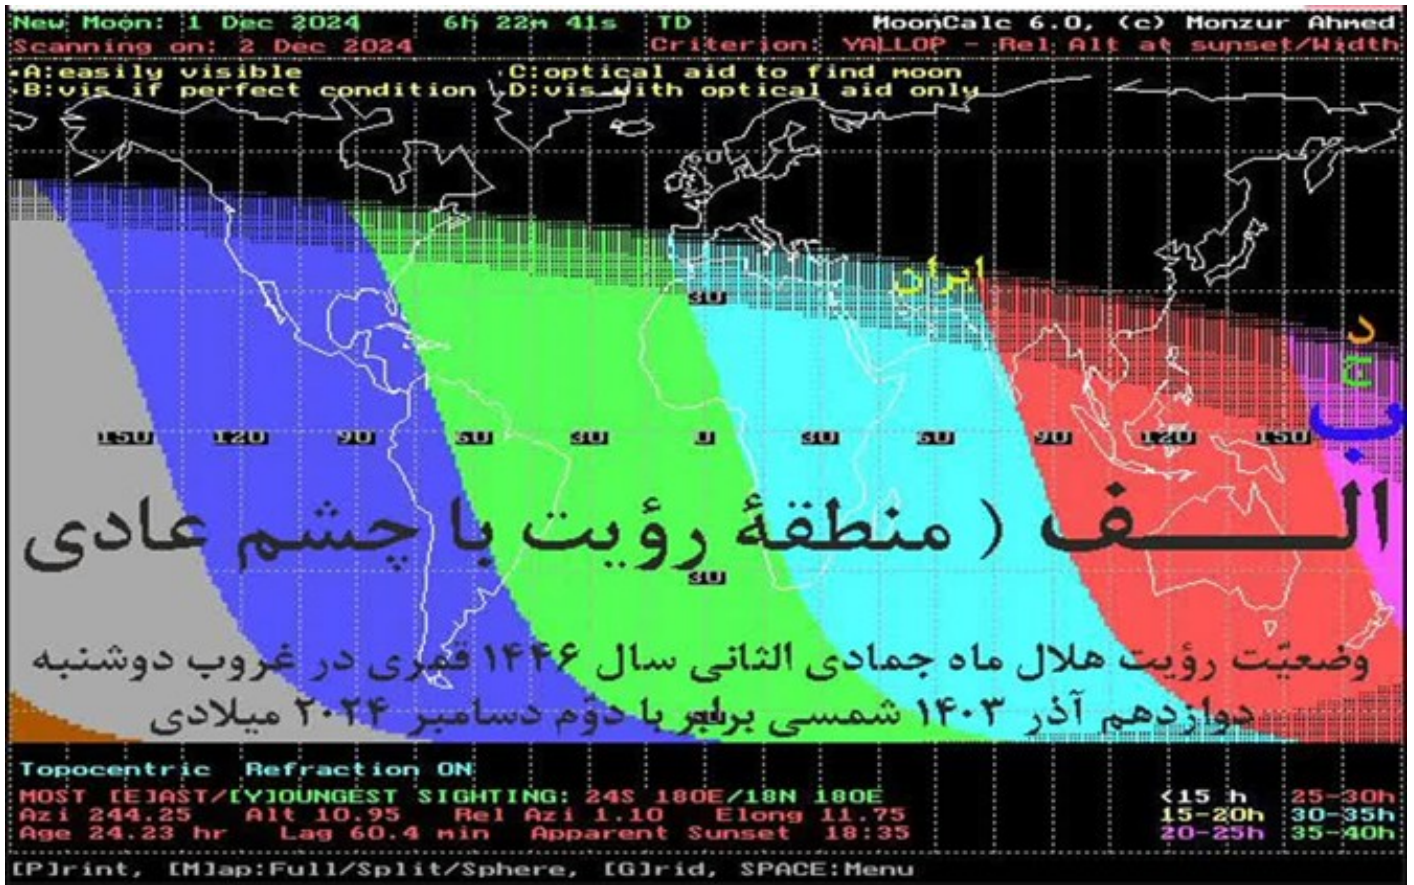 New Moon: 1 Dec 2024 6h 22m 41s TD MoonCalc 6.0, (c) Monzur Ahmed
Scanning on: 2 Dec 2024 Criterion: YALLOP - Rel Alt at sunset/Width
A:easily visible C:optical aid to find moon
B:vis if perfect condition D:vis with optical aid only
60
ایران
30
د
ج
ب
150 120 90 60 30 0 30 60 90 120 150
الــــف ( منطقهٔ رؤیت با چشم عادی
30
وضعیّت رؤیت هلال ماه جمادی الثانی سال ۱۴۴۶ قمری در غروب دوشنبه
دوازدهم آذر ۱۴۰۳ شمسی برابر با دوّم دسامبر ۲۰۲۴ میلادی
Topocentric Refraction ON
MOST [E]AST/[Y]OUNGEST SIGHTING: 24S 180E/18N 180E <15 h 25-30h
Azi 244.25 Alt 10.95 Rel Azi 1.10 Elong 11.75 15-20h 30-35h
Age 24.23 hr Lag 60.4 min Apparent Sunset 18:35 20-25h 35-40h
[P]rint, [M]ap:Full/Split/Sphere, [G]rid, SPACE:Menu